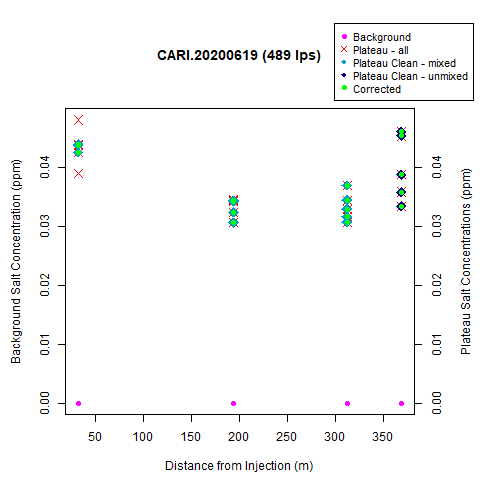 CARI.20200619 (489 lps)
Background
Plateau - all
Plateau Clean - mixed
Plateau Clean - unmixed
Corrected
Background Salt Concentration (ppm)
0.00 0.01 0.02 0.03 0.04
Plateau Salt Concentrations (ppm)
0.00 0.01 0.02 0.03 0.04
50 100 150 200 250 300 350
Distance from Injection (m)